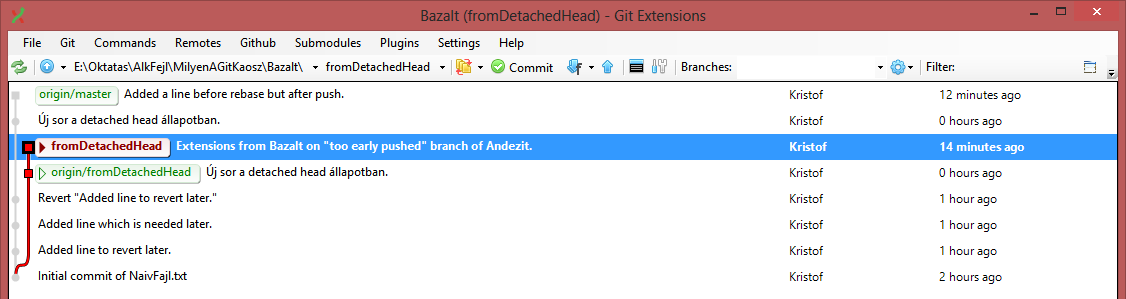 Bazalt (fromDetachedHead) - Git Extensions
File Git Commands Remotes Github Submodules Plugins Settings Help
E:\Oktatas\AlkFejl\MilyenAGitKaosz\Bazalt\ fromDetachedHead Commit Branches: Filter:
origin/master Added a line before rebase but after push. Kristof 12 minutes ago
Új sor a detached head állapotban. Kristof 0 hours ago
fromDetachedHead Extensions from Bazalt on "too early pushed" branch of Andezit. Kristof 14 minutes ago
origin/fromDetachedHead Új sor a detached head állapotban. Kristof 0 hours ago
Revert "Added line to revert later." Kristof 1 hour ago
Added line which is needed later. Kristof 1 hour ago
Added line to revert later. Kristof 1 hour ago
Initial commit of NaivFajl.txt Kristof 2 hours ago